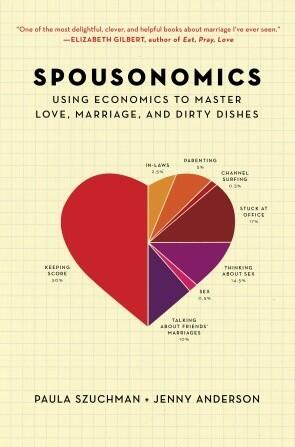 "One of the most delightful, clever, and helpful books about marriage I've ever seen."
—ELIZABETH GILBERT, author of Eat, Pray, Love
SPOUSONOMICS
USING ECONOMICS TO MASTER
LOVE, MARRIAGE, AND DIRTY DISHES
IN-LAWS
2.5%
PARENTING
5%
CHANNEL
SURFING
0.5%
STUCK AT
OFFICE
17%
KEEPING
SCORE
50%
THINKING
ABOUT SEX
14.5%
SEX
0.5%
TALKING
ABOUT FRIENDS'
MARRIAGES
10%
PAULA SZUCHMAN • JENNY ANDERSON